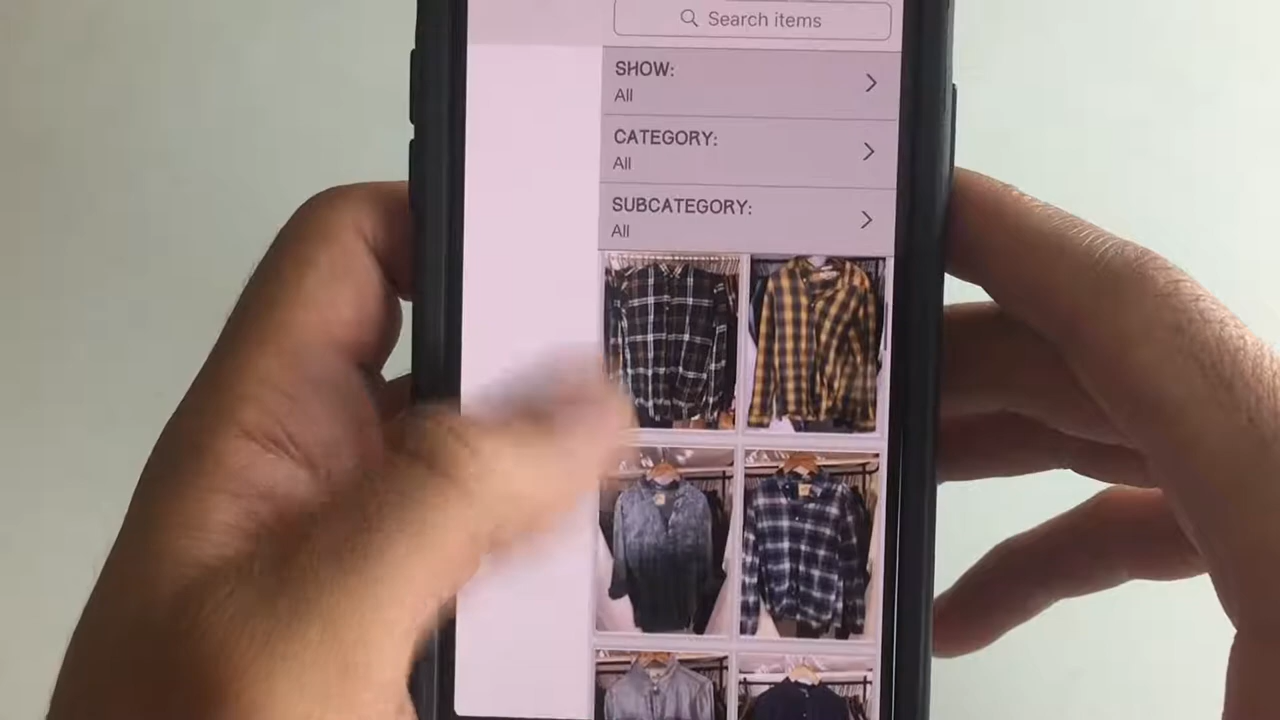 Search items
SHOW:
All
CATEGORY:
All
SUBCATEGORY:
All